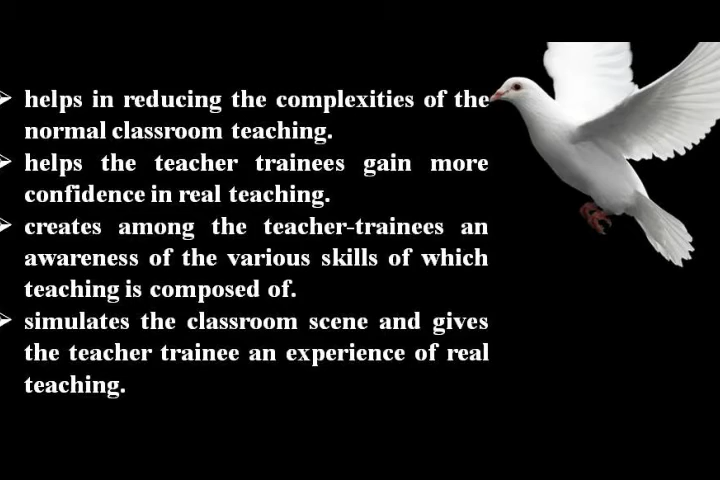 ➢ helps in reducing the complexities of the
normal classroom teaching.
➢ helps the teacher trainees gain more
confidence in real teaching.
➢ creates among the teacher-trainees an
awareness of the various skills of which
teaching is composed of.
➢ simulates the classroom scene and gives
the teacher trainee an experience of real
teaching.